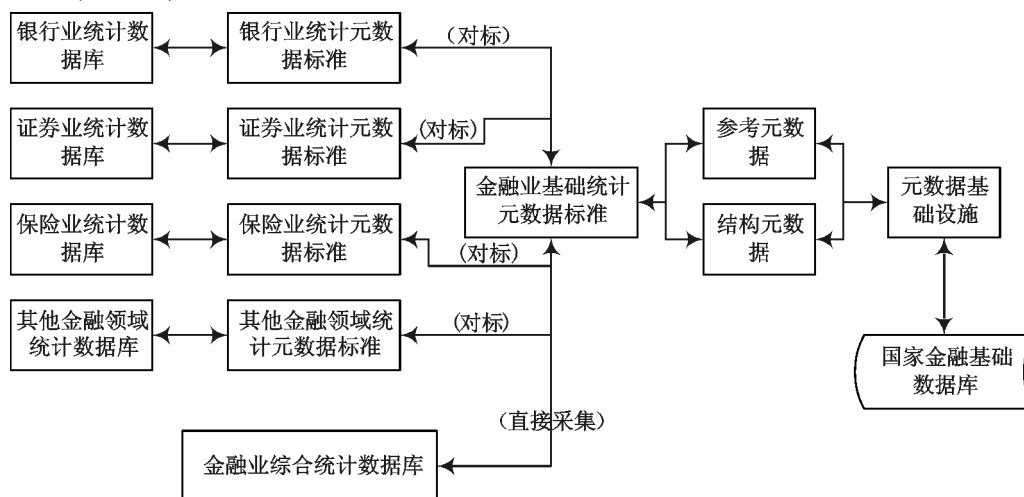 银行业统计数
据库
银行业统计元数
据标准
(对标)
证券业统计数
据库
证券业统计元数
据标准
(对标)
参考元数
据
金融业基础统计
元数据标准
元数据基
础设施
保险业统计数
据库
保险业统计元数
据标准
(对标)
结构元数
据
其他金融领域
统计数据库
其他金融领域统
计元数据标准
(对标)
国家金融基础
数据库
(直接采集)
金融业综合统计数据库